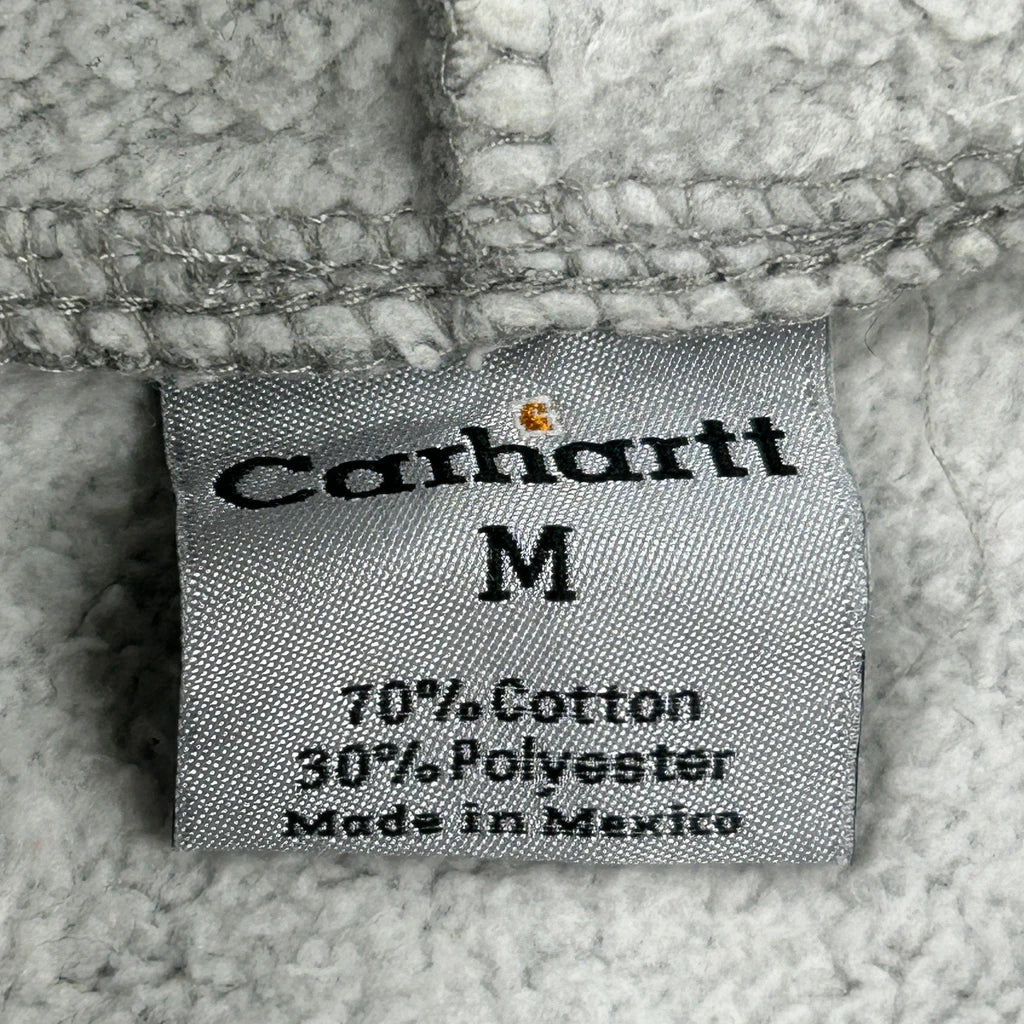 Carhartt
M
70% Cotton
30% Polyester
Made in Mexico